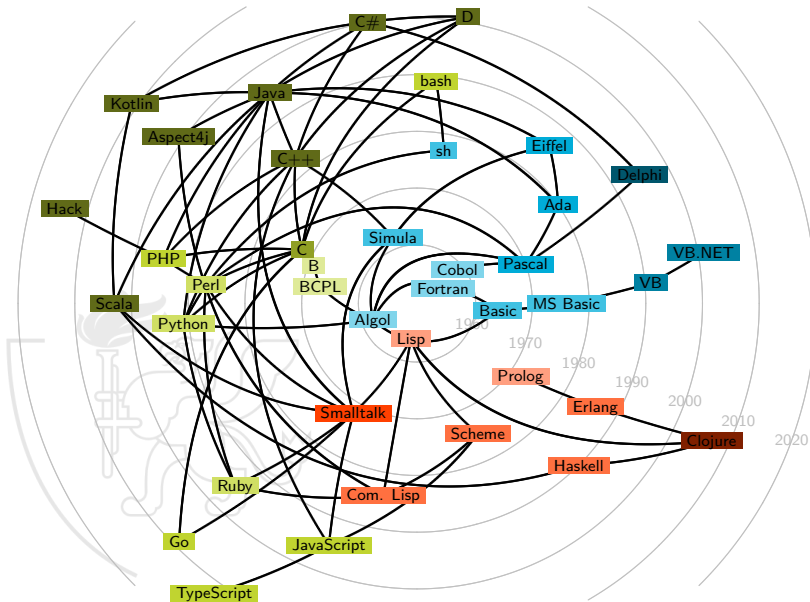 C#
D
bash
Java
Kotlin
Aspect4j
C++
sh
Eiffel
Delphi
Hack
Ada
Simula
C
PHP
B
Cobol
Pascal
VB.NET
Perl
BCPL
Fortran
VB
Scala
Python
Algol
Basic
MS Basic
Lisp
1960
1970
1980
1990
2000
2010
2020
Prolog
Erlang
Smalltalk
Scheme
Clojure
Haskell
Ruby
Com. Lisp
Go
JavaScript
TypeScript